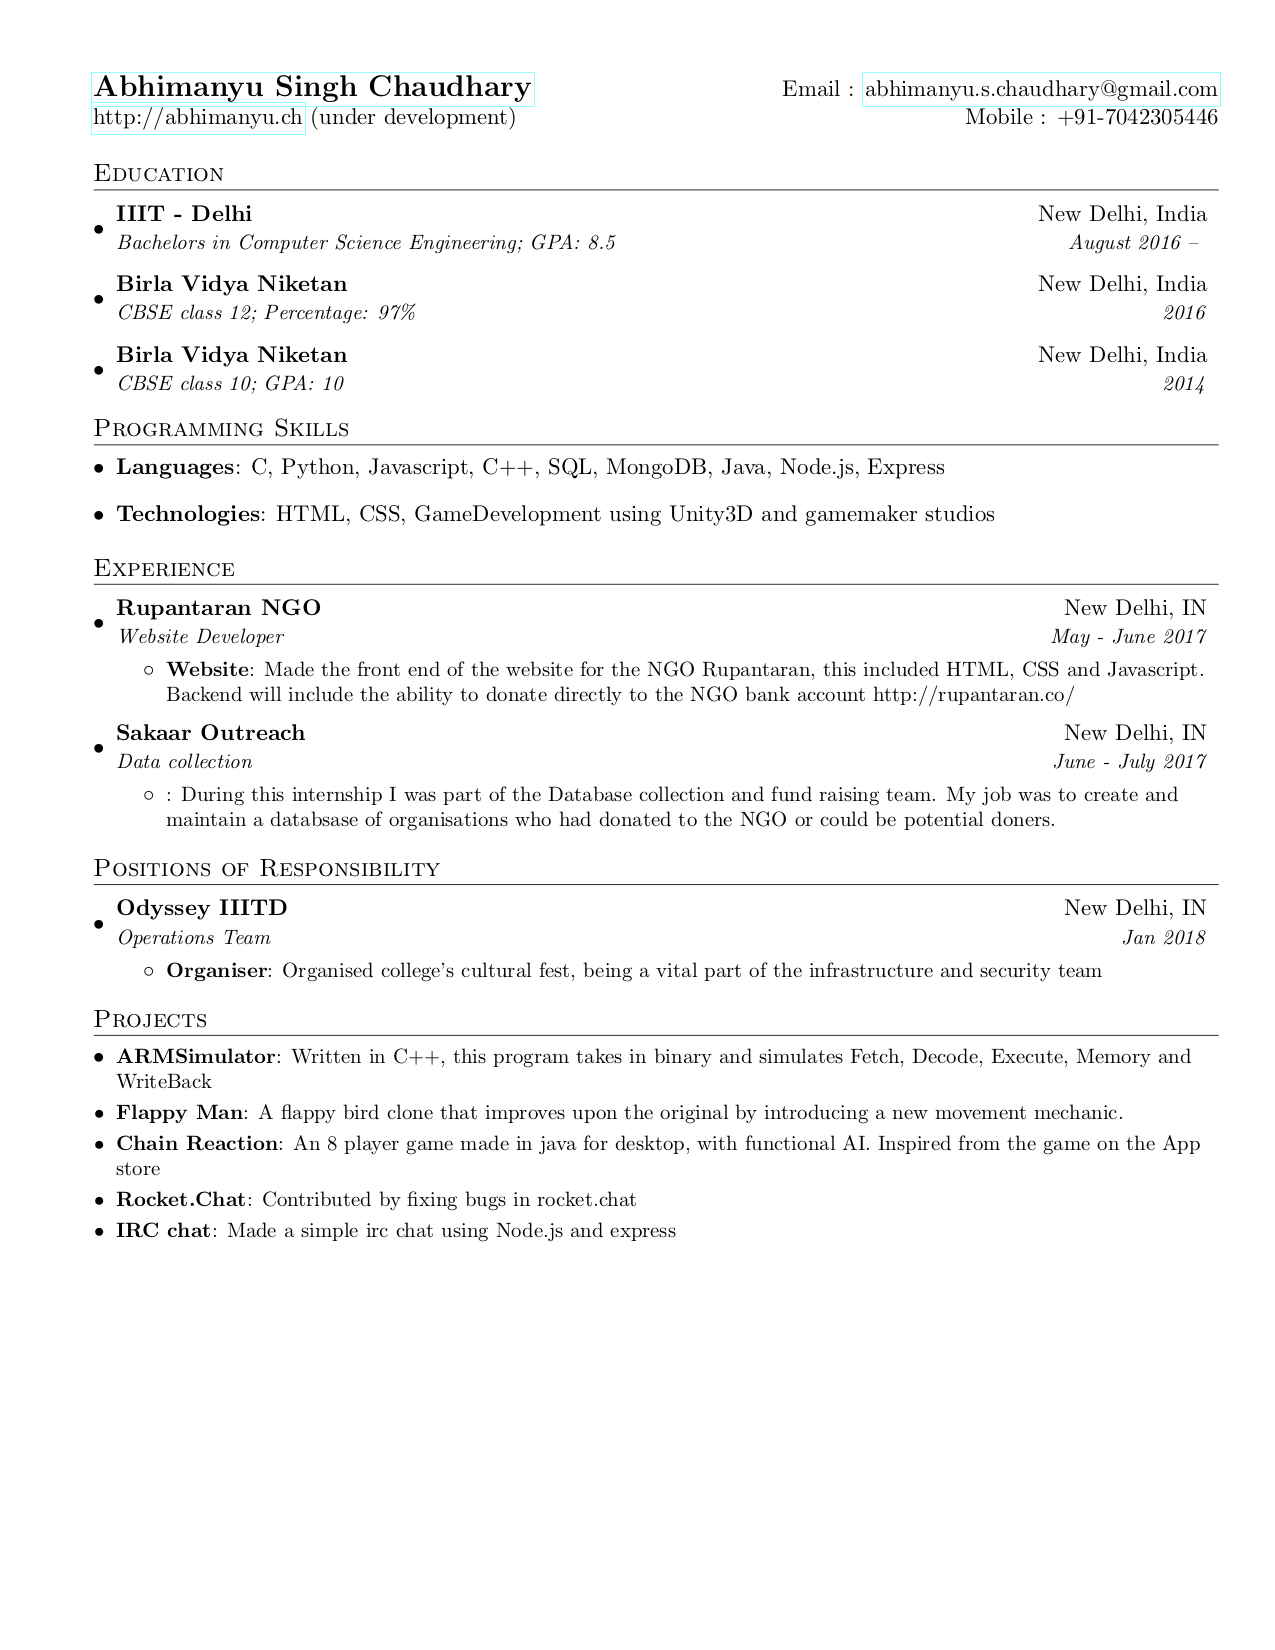 Abhimanyu Singh Chaudhary Email : abhimanyu.s.chaudhary@gmail.com
http://abhimanyu.ch (under development) Mobile : +91-7042305446
Education
• IIIT - Delhi New Delhi, India
Bachelors in Computer Science Engineering; GPA: 8.5 August 2016 –
• Birla Vidya Niketan New Delhi, India
CBSE class 12; Percentage: 97% 2016
• Birla Vidya Niketan New Delhi, India
CBSE class 10; GPA: 10 2014
Programming Skills
• Languages: C, Python, Javascript, C++, SQL, MongoDB, Java, Node.js, Express
• Technologies: HTML, CSS, GameDevelopment using Unity3D and gamemaker studios
Experience
• Rupantaran NGO New Delhi, IN
Website Developer May - June 2017
◦ Website: Made the front end of the website for the NGO Rupantaran, this included HTML, CSS and Javascript.
Backend will include the ability to donate directly to the NGO bank account http://rupantaran.co/
• Sakaar Outreach New Delhi, IN
Data collection June - July 2017
◦ : During this internship I was part of the Database collection and fund raising team. My job was to create and
maintain a databsase of organisations who had donated to the NGO or could be potential doners.
Positions of Responsibility
• Odyssey IIITD New Delhi, IN
Operations Team Jan 2018
◦ Organiser: Organised college's cultural fest, being a vital part of the infrastructure and security team
Projects
• ARMSimulator: Written in C++, this program takes in binary and simulates Fetch, Decode, Execute, Memory and
WriteBack
• Flappy Man: A flappy bird clone that improves upon the original by introducing a new movement mechanic.
• Chain Reaction: An 8 player game made in java for desktop, with functional AI. Inspired from the game on the App
store
• Rocket.Chat: Contributed by fixing bugs in rocket.chat
• IRC chat: Made a simple irc chat using Node.js and express